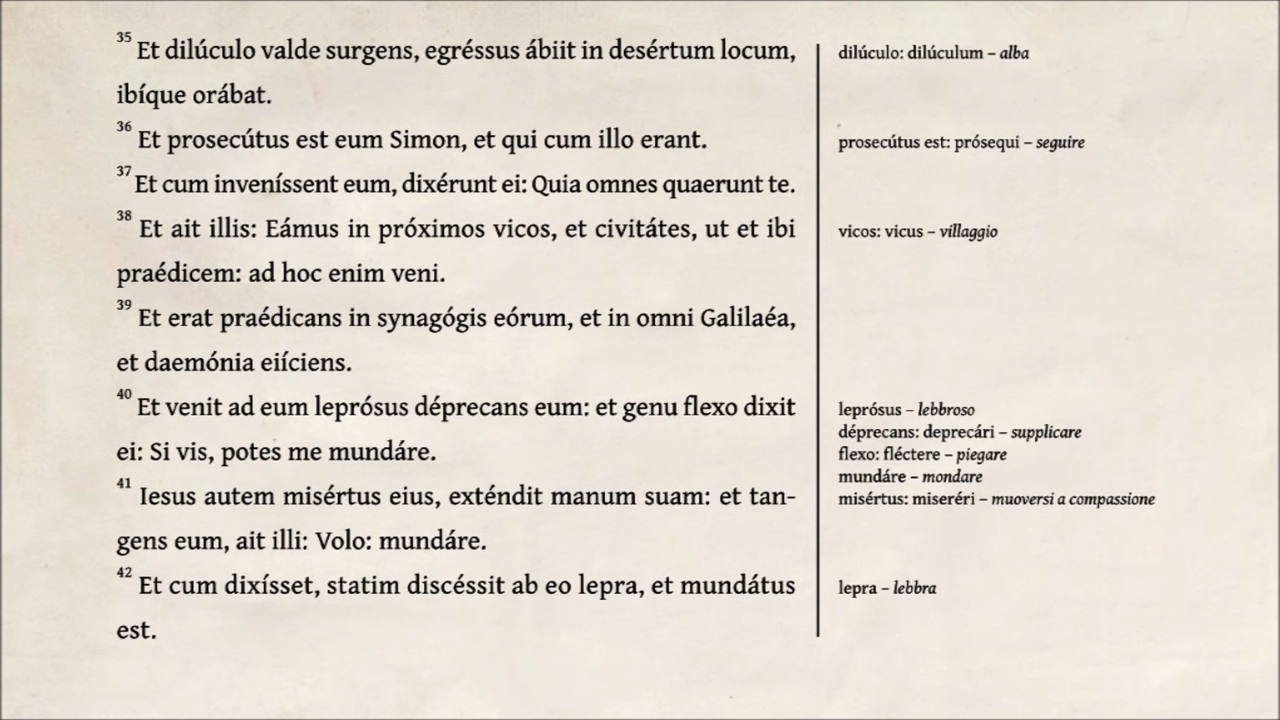 35 Et dilúculo valde surgens, egréssus ábiit in desértum locum,
ibíque orábat.
36 Et prosecútus est eum Simon, et qui cum illo erant.
37 Et cum inveníssent eum, dixérunt ei: Quia omnes quaerunt te.
38 Et ait illis: Eámus in próximos vicos, et civitátes, ut et ibi
praédicem: ad hoc enim veni.
39 Et erat praédicans in synagógis eórum, et in omni Galilaéa,
et daemónia eiíciens.
40 Et venit ad eum leprósus déprecans eum: et genu flexo dixit
ei: Si vis, potes me mundáre.
41 Iesus autem misértus eius, exténdit manum suam: et tan-
gens eum, ait illi: Volo: mundáre.
42 Et cum dixísset, statim discéssit ab eo lepra, et mundátus
est.
dilúculo: dilúculum – alba
prosecútus est: prósequi – seguire
vicos: vicus – villaggio
leprósus – lebbroso
déprecans: deprecári – supplicare
flexo: fléctere – piegare
mundáre – mondare
misértus: miseréri – muoversi a compassione
lepra – lebbra